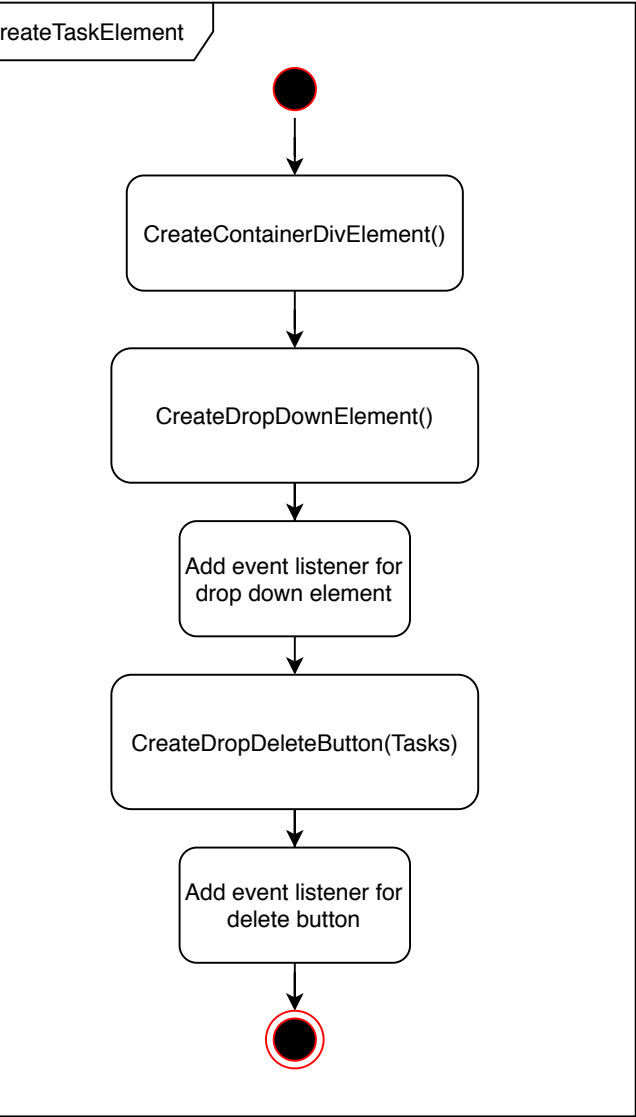 reateTaskElement
CreateContainerDivElement()
CreateDropDownElement()
Add event listener for
drop down element
CreateDropDeleteButton(Tasks)
Add event listener for
delete button